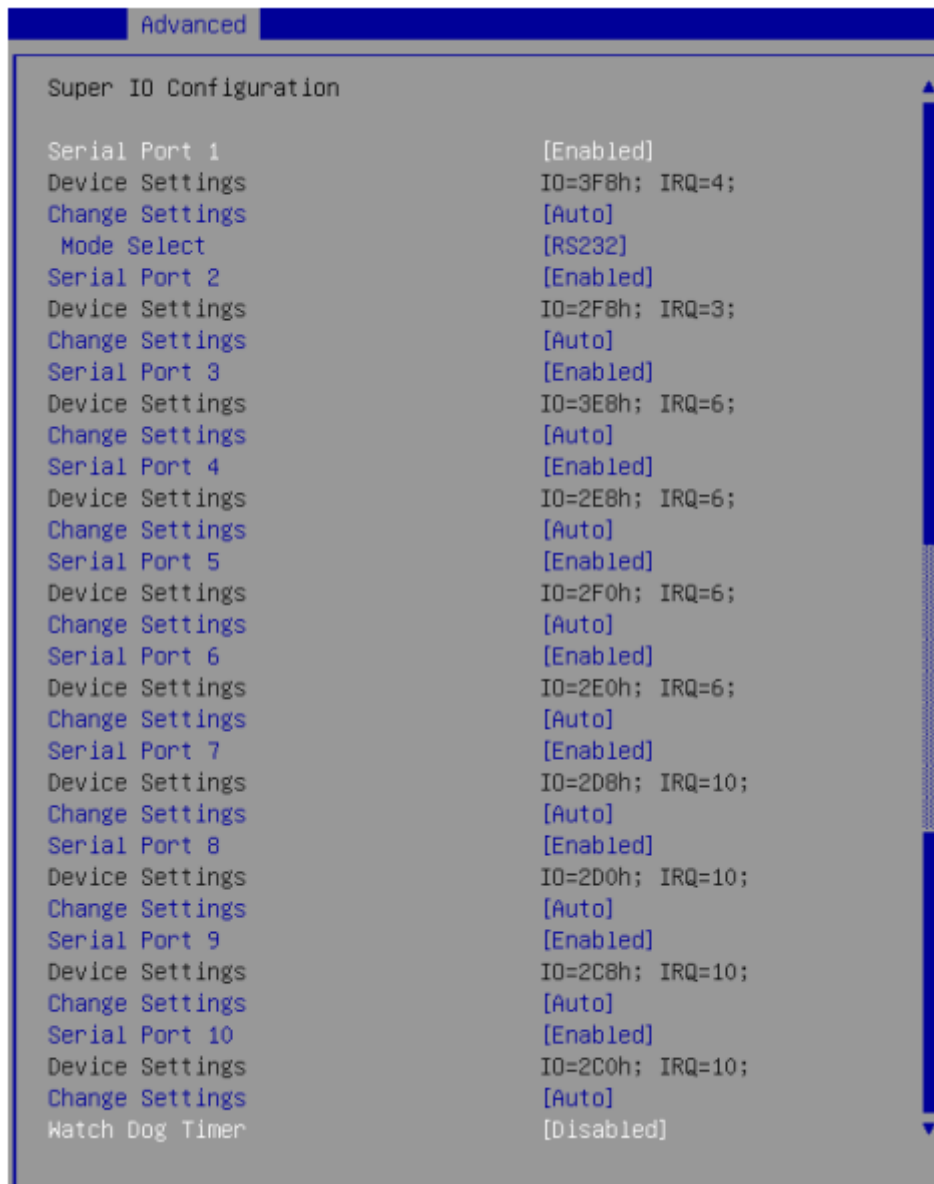 Advanced
Super IO Configuration
Serial Port 1 [Enabled]
Device Settings IO=3F8h; IRQ=4;
Change Settings [Auto]
Mode Select [RS232]
Serial Port 2 [Enabled]
Device Settings IO=2F8h; IRQ=3;
Change Settings [Auto]
Serial Port 3 [Enabled]
Device Settings IO=3E8h; IRQ=6;
Change Settings [Auto]
Serial Port 4 [Enabled]
Device Settings IO=2E8h; IRQ=6;
Change Settings [Auto]
Serial Port 5 [Enabled]
Device Settings IO=2F0h; IRQ=6;
Change Settings [Auto]
Serial Port 6 [Enabled]
Device Settings IO=2E0h; IRQ=6;
Change Settings [Auto]
Serial Port 7 [Enabled]
Device Settings IO=2D8h; IRQ=10;
Change Settings [Auto]
Serial Port 8 [Enabled]
Device Settings IO=2D0h; IRQ=10;
Change Settings [Auto]
Serial Port 9 [Enabled]
Device Settings IO=2C8h; IRQ=10;
Change Settings [Auto]
Serial Port 10 [Enabled]
Device Settings IO=2C0h; IRQ=10;
Change Settings [Auto]
Watch Dog Timer [Disabled]